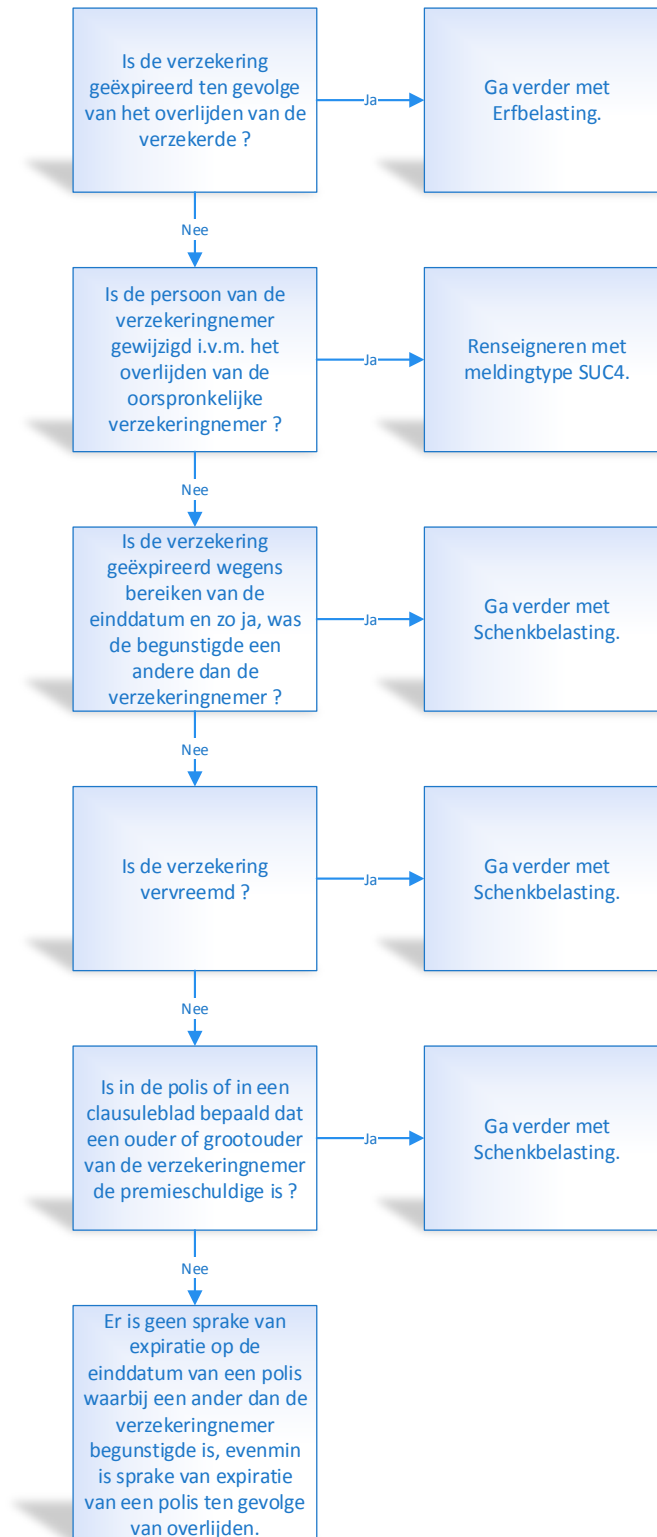 Is de verzekering
geëxpireerd ten gevolge
van het overlijden van de
verzekerde ?
Ja
Ga verder met
Erfbelasting.
Nee
Is de persoon van de
verzekeringnemer
gewijzigd i.v.m. het
overlijden van de
oorspronkelijke
verzekeringnemer ?
Ja
Renseigneren met
meldingtype SUC4.
Nee
Is de verzekering
geëxpireerd wegens
bereiken van de
einddatum en zo ja, was
de begunstigde een
andere dan de
verzekeringnemer ?
Ja
Ga verder met
Schenkbelasting.
Nee
Is de verzekering
vervreemd ?
Ja
Ga verder met
Schenkbelasting.
Nee
Is in de polis of in een
clausuleblad bepaald dat
een ouder of grootouder
van de verzekeringnemer
de premieschuldige is ?
Ja
Ga verder met
Schenkbelasting.
Nee
Er is geen sprake van
expiratie op de
einddatum van een polis
waarbij een ander dan de
verzekeringnemer
begunstigde is, evenmin
is sprake van expiratie
van een polis ten gevolge
van overlijden.